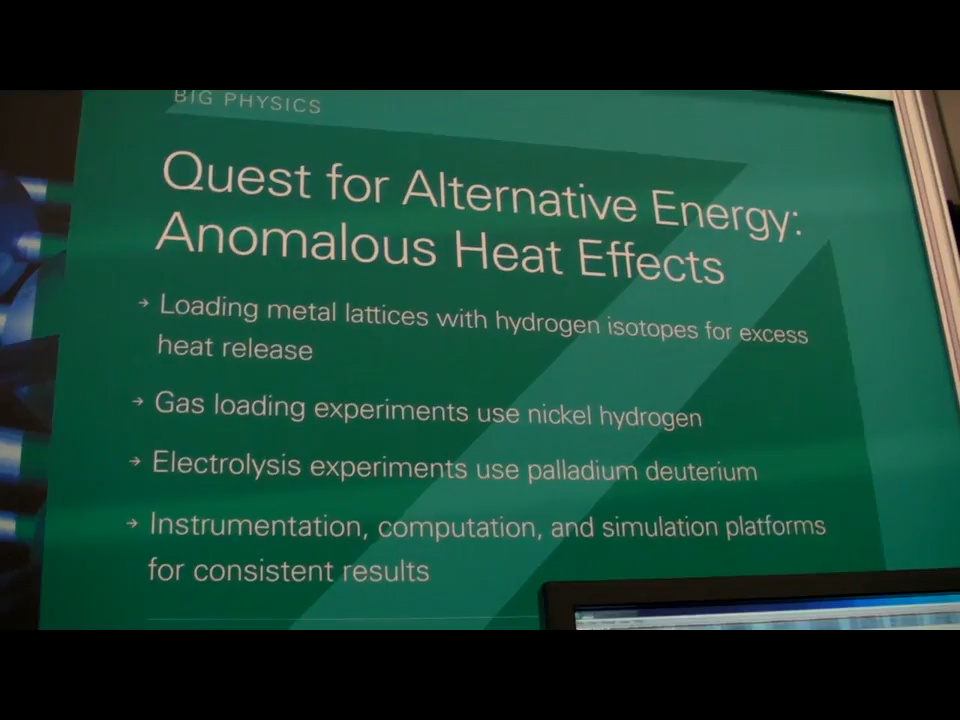 BIG PHYSICS
Quest for Alternative Energy:
Anomalous Heat Effects
→ Loading metal lattices with hydrogen isotopes for excess
heat release
→ Gas loading experiments use nickel hydrogen
→ Electrolysis experiments use palladium deuterium
→ Instrumentation, computation, and simulation platforms
for consistent results